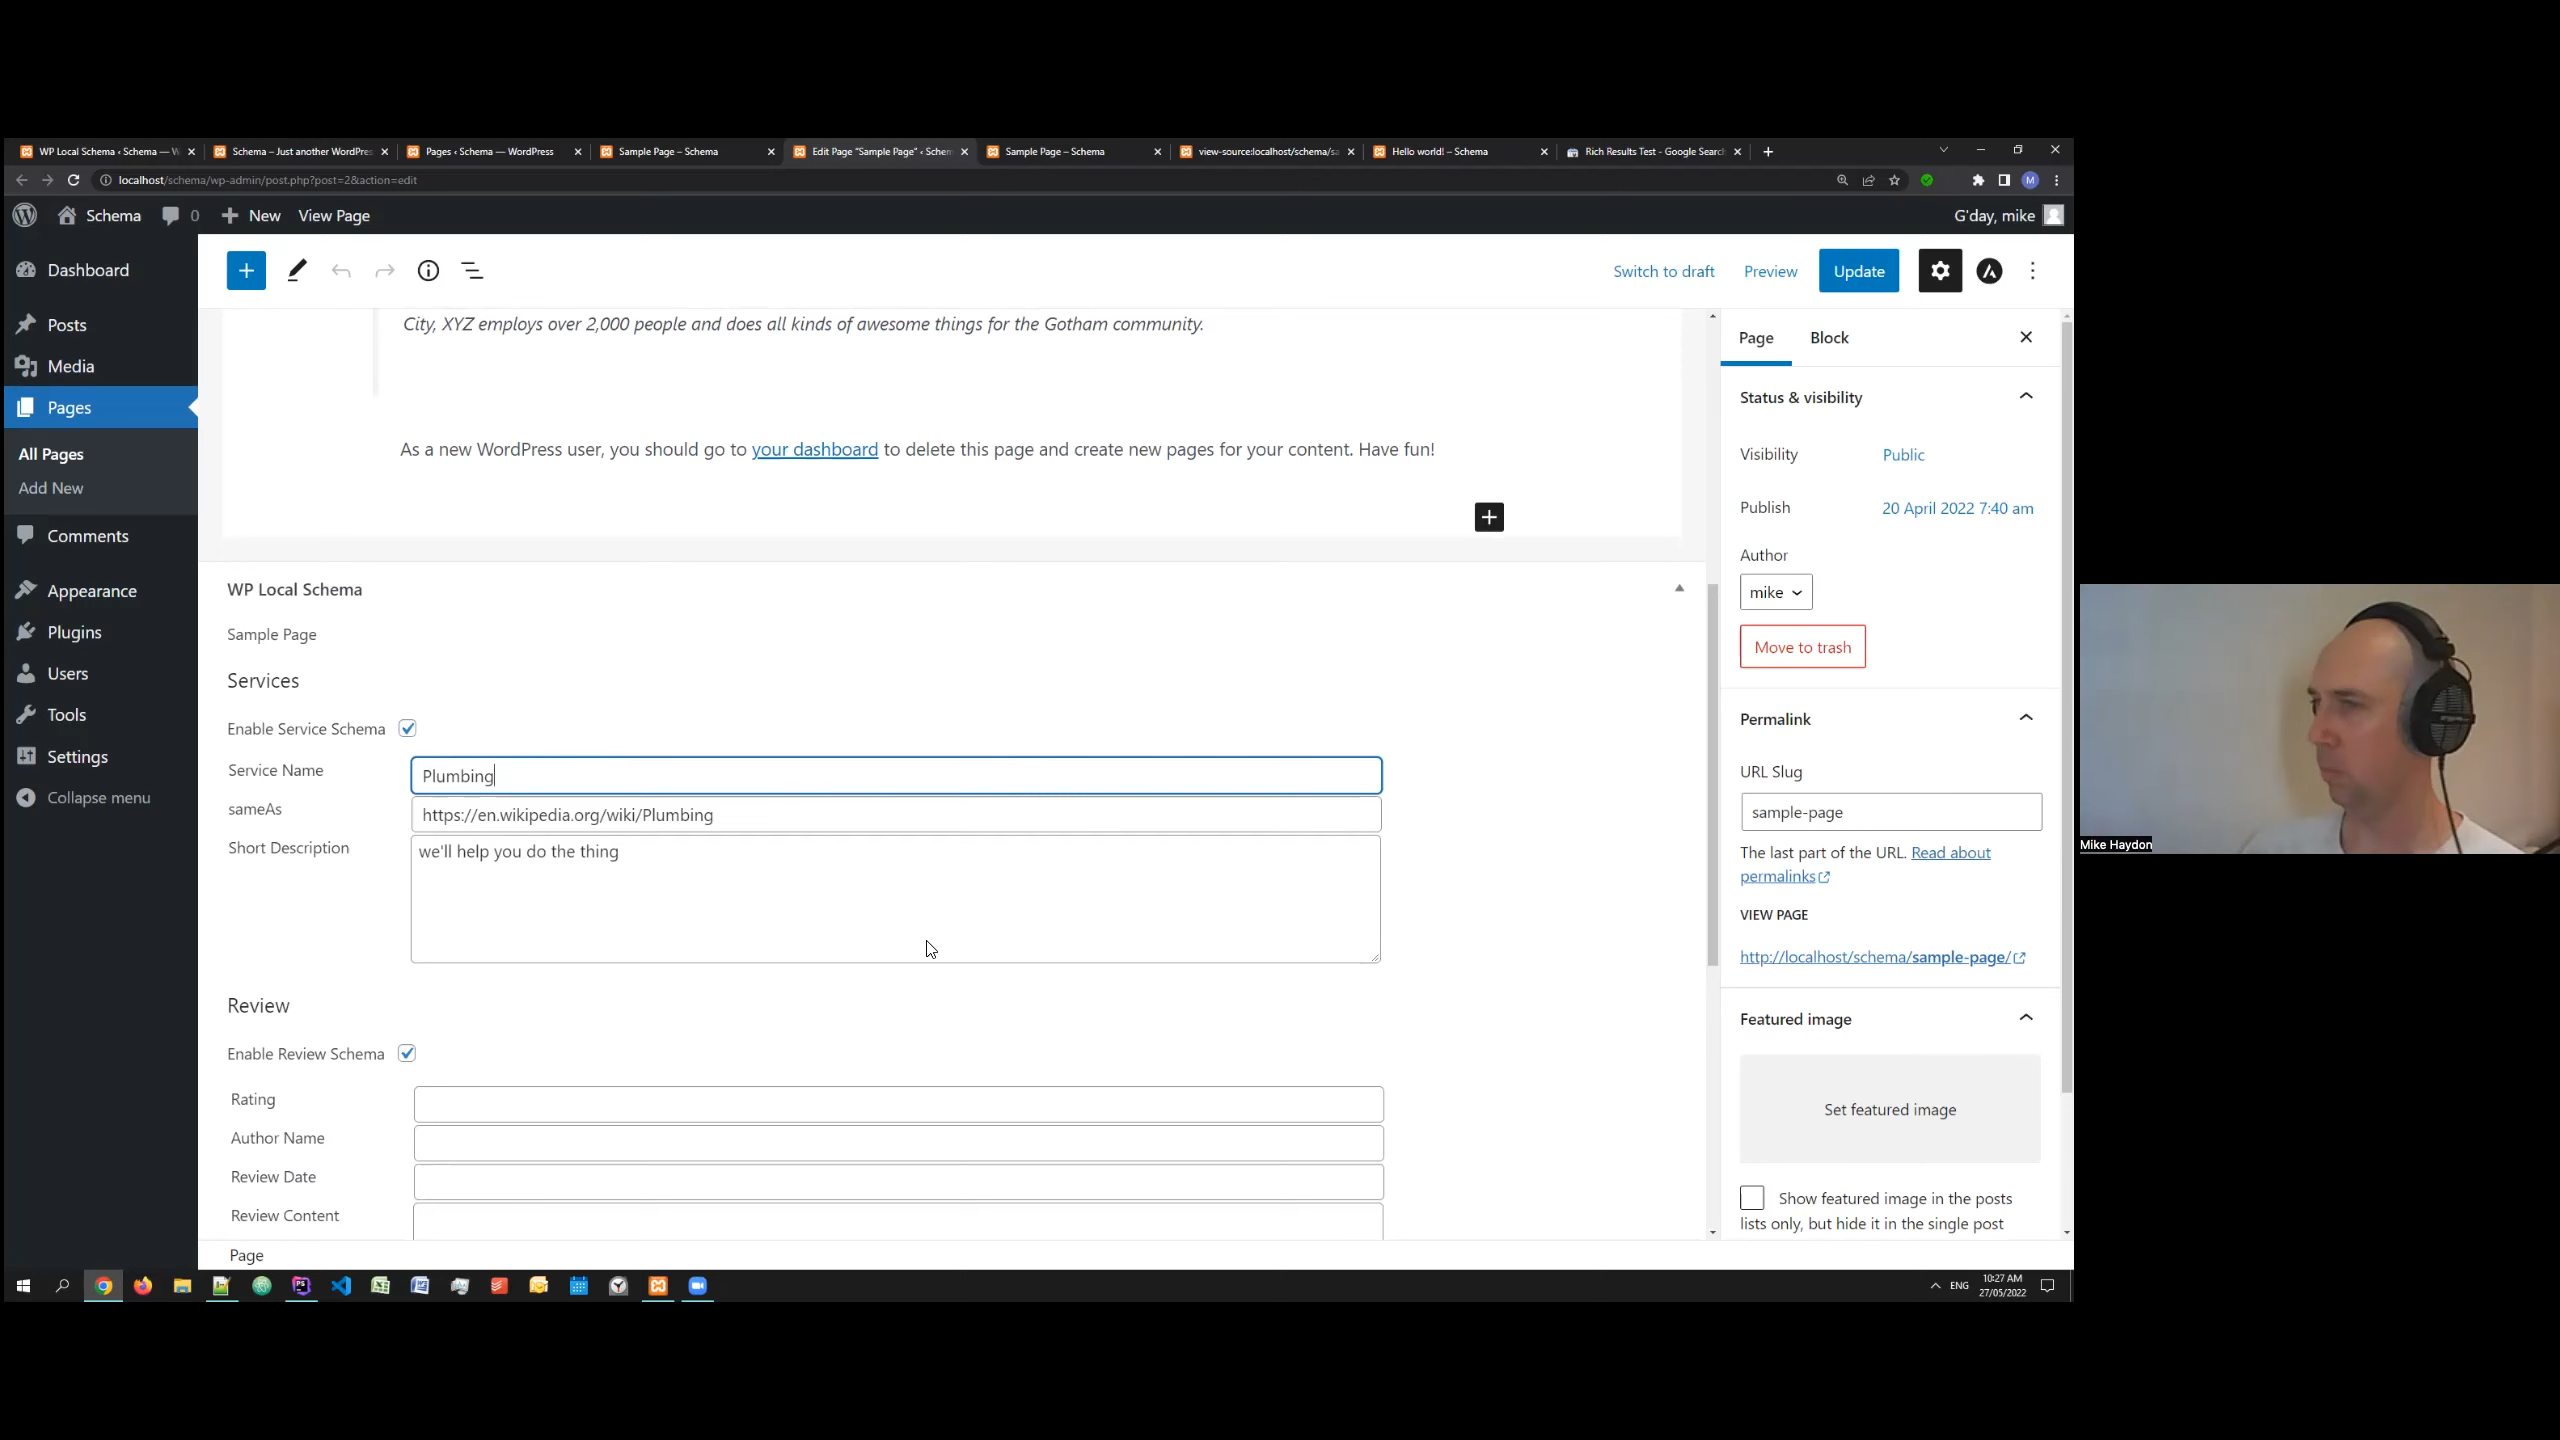 WP Local Schema ‹ Schema — W
Schema – Just another WordPres
Pages ‹ Schema — WordPress
Sample Page – Schema
Edit Page "Sample Page" ‹ Schem
Sample Page – Schema
view-source:localhost/schema/sa
Hello world! – Schema
Rich Results Test - Google Search
localhost/schema/wp-admin/post.php?post=2&action=edit
M
Schema
0
New
View Page
G'day, mike
Dashboard
Posts
Media
Pages
All Pages
Add New
Comments
Appearance
Plugins
Users
Tools
Settings
Collapse menu
Switch to draft
Preview
Update
City, XYZ employs over 2,000 people and does all kinds of awesome things for the Gotham community.
As a new WordPress user, you should go to your dashboard to delete this page and create new pages for your content. Have fun!
WP Local Schema
Sample Page
Services
Enable Service Schema
Service Name
Plumbing
sameAs
https://en.wikipedia.org/wiki/Plumbing
Short Description
we'll help you do the thing
Review
Enable Review Schema
Rating
Author Name
Review Date
Review Content
Page
Page
Block
Status & visibility
Visibility
Public
Publish
20 April 2022 7:40 am
Author
mike
Move to trash
Permalink
URL Slug
sample-page
The last part of the URL. Read about
permalinks
VIEW PAGE
http://localhost/schema/sample-page/
Featured image
Set featured image
Show featured image in the posts
lists only, but hide it in the single post
Mike Haydon
ENG
10:27 AM
27/05/2022